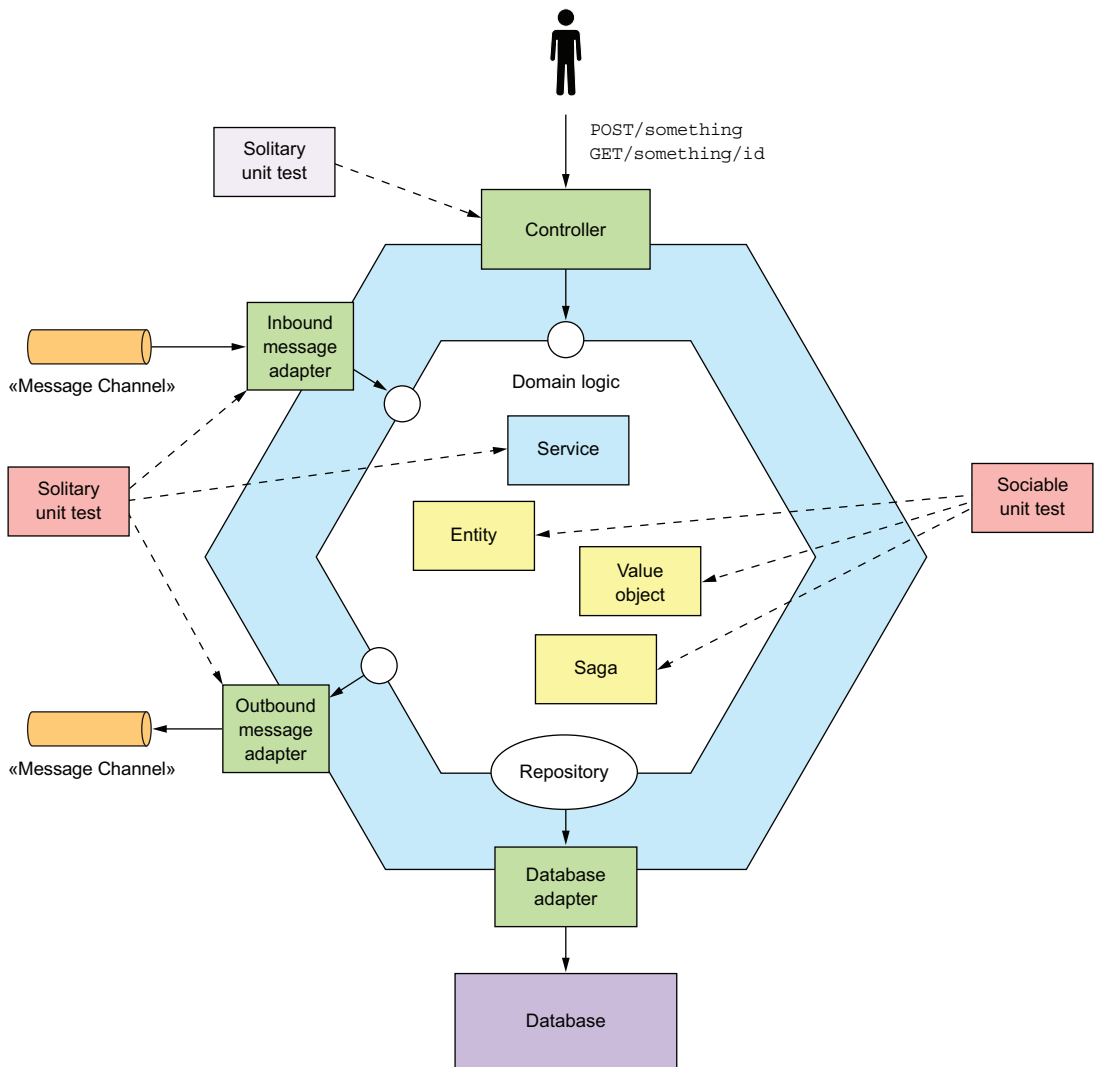 POST/something
GET/something/id
Solitary
unit test
Controller
Inbound
message
adapter
«Message Channel»
Domain logic
Service
Solitary
unit test
Sociable
unit test
Entity
Value
object
Saga
Outbound
message
adapter
«Message Channel»
Repository
Database
adapter
Database